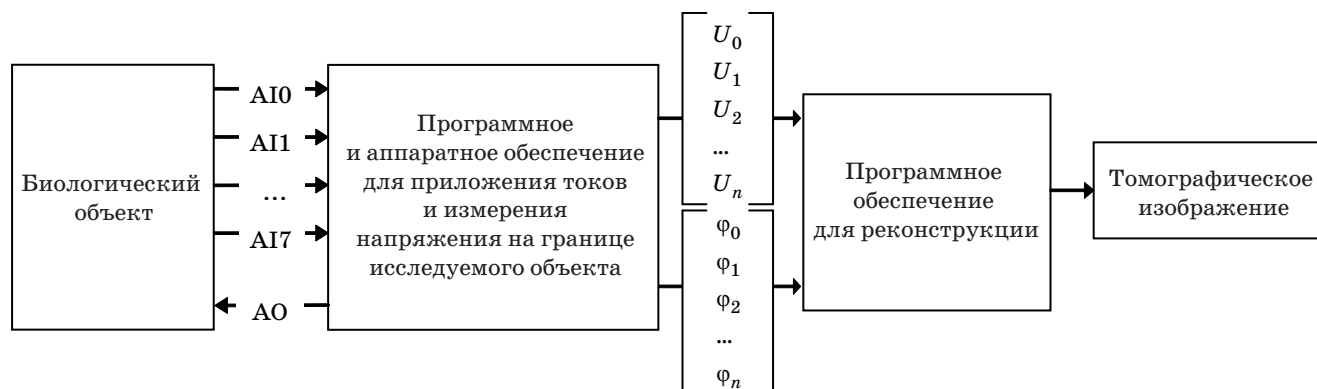 Биологический
объект
AI0
AI1
...
AI7
AO
Программное
и аппаратное обеспечение
для приложения токов
и измерения
напряжения на границе
исследуемого объекта
U0
U1
U2
...
Un
φ0
φ1
φ2
...
φn
Программное
обеспечение
для реконструкции
Томографическое
изображение